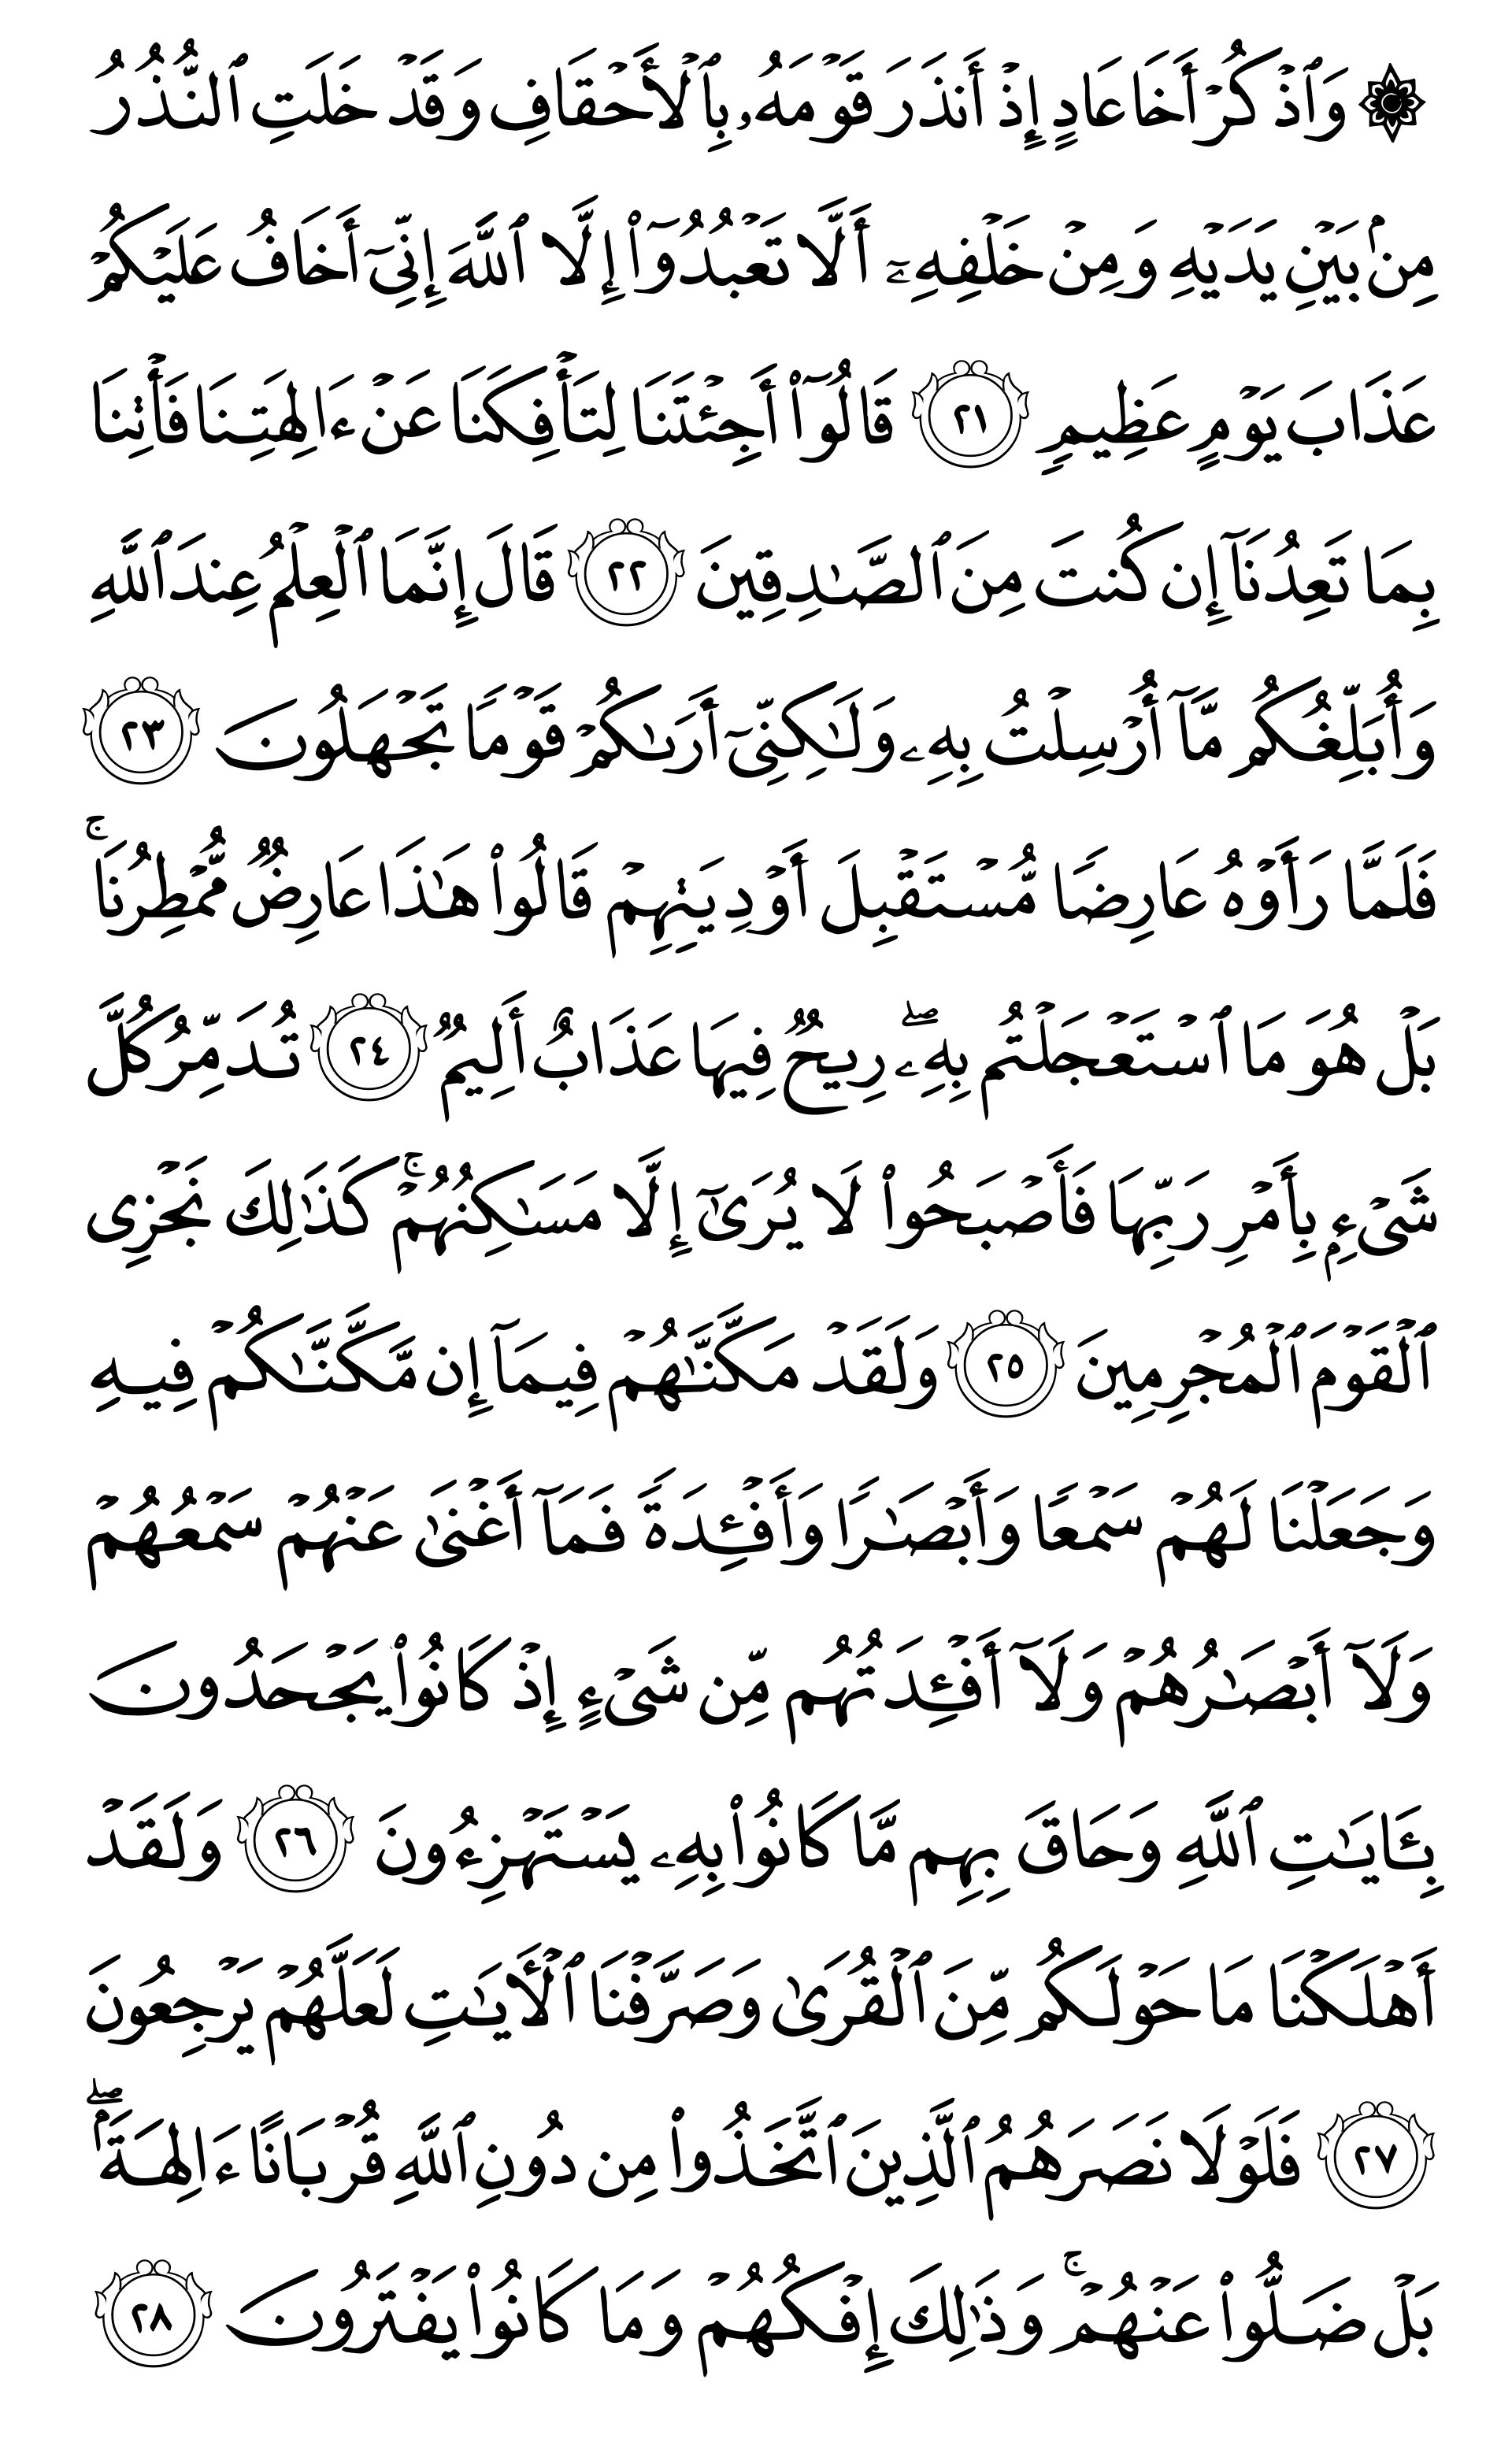 ۞ وَٱذۡكُرۡ أَخَا عَادٍ إِذۡ أَنذَرَ قَوۡمَهُۥ بِٱلۡأَحۡقَافِ وَقَدۡ خَلَتِ ٱلنُّذُرُ
مِنۢ بَيۡنِ يَدَيۡهِ وَمِنۡ خَلۡفِهِۦٓ أَلَّا تَعۡبُدُوٓاْ إِلَّا ٱللَّهَ إِنِّيٓ أَخَافُ عَلَيۡكُمۡ
عَذَابَ يَوۡمٍ عَظِيمٖ ٢١ قَالُوٓاْ أَجِئۡتَنَا لِتَأۡفِكَنَا عَنۡ ءَالِهَتِنَا فَأۡتِنَا
بِمَا تَعِدُنَآ إِن كُنتَ مِنَ ٱلصَّٰدِقِينَ ٢٢ قَالَ إِنَّمَا ٱلۡعِلۡمُ عِندَ ٱللَّهِ
وَأُبَلِّغُكُم مَّآ أُرۡسِلۡتُ بِهِۦ وَلَٰكِنِّيٓ أَرَىٰكُمۡ قَوۡمٗا تَجۡهَلُونَ ٢٣
فَلَمَّا رَأَوۡهُ عَارِضٗا مُّسۡتَقۡبِلَ أَوۡدِيَتِهِمۡ قَالُواْ هَٰذَا عَارِضٞ مُّمۡطِرُنَاۚ
بَلۡ هُوَ مَا ٱسۡتَعۡجَلۡتُم بِهِۦۖ رِيحٞ فِيهَا عَذَابٌ أَلِيمٞ ٢٤ تُدَمِّرُ كُلَّ
شَيۡءِۭ بِأَمۡرِ رَبِّهَا فَأَصۡبَحُواْ لَا يُرَىٰٓ إِلَّا مَسَٰكِنُهُمۡۚ كَذَٰلِكَ نَجۡزِي
ٱلۡقَوۡمَ ٱلۡمُجۡرِمِينَ ٢٥ وَلَقَدۡ مَكَّنَّٰهُمۡ فِيمَآ إِن مَّكَّنَّٰكُمۡ فِيهِ
وَجَعَلۡنَا لَهُمۡ سَمۡعٗا وَأَبۡصَٰرٗا وَأَفۡـِٔدَةٗ فَمَآ أَغۡنَىٰ عَنۡهُمۡ سَمۡعُهُمۡ
وَلَآ أَبۡصَٰرُهُمۡ وَلَآ أَفۡـِٔدَتُهُم مِّن شَيۡءٍ إِذۡ كَانُواْ يَجۡحَدُونَ
بِـَٔايَٰتِ ٱللَّهِ وَحَاقَ بِهِم مَّا كَانُواْ بِهِۦ يَسۡتَهۡزِءُونَ ٢٦ وَلَقَدۡ
أَهۡلَكۡنَا مَا حَوۡلَكُم مِّنَ ٱلۡقُرَىٰ وَصَرَّفۡنَا ٱلۡأٓيَٰتِ لَعَلَّهُمۡ يَرۡجِعُونَ
٢٧ فَلَوۡلَا نَصَرَهُمُ ٱلَّذِينَ ٱتَّخَذُواْ مِن دُونِ ٱللَّهِ قُرۡبَانًا ءَالِهَةَۢۖ
بَلۡ ضَلُّواْ عَنۡهُمۡۚ وَذَٰلِكَ إِفۡكُهُمۡ وَمَا كَانُواْ يَفۡتَرُونَ ٢٨